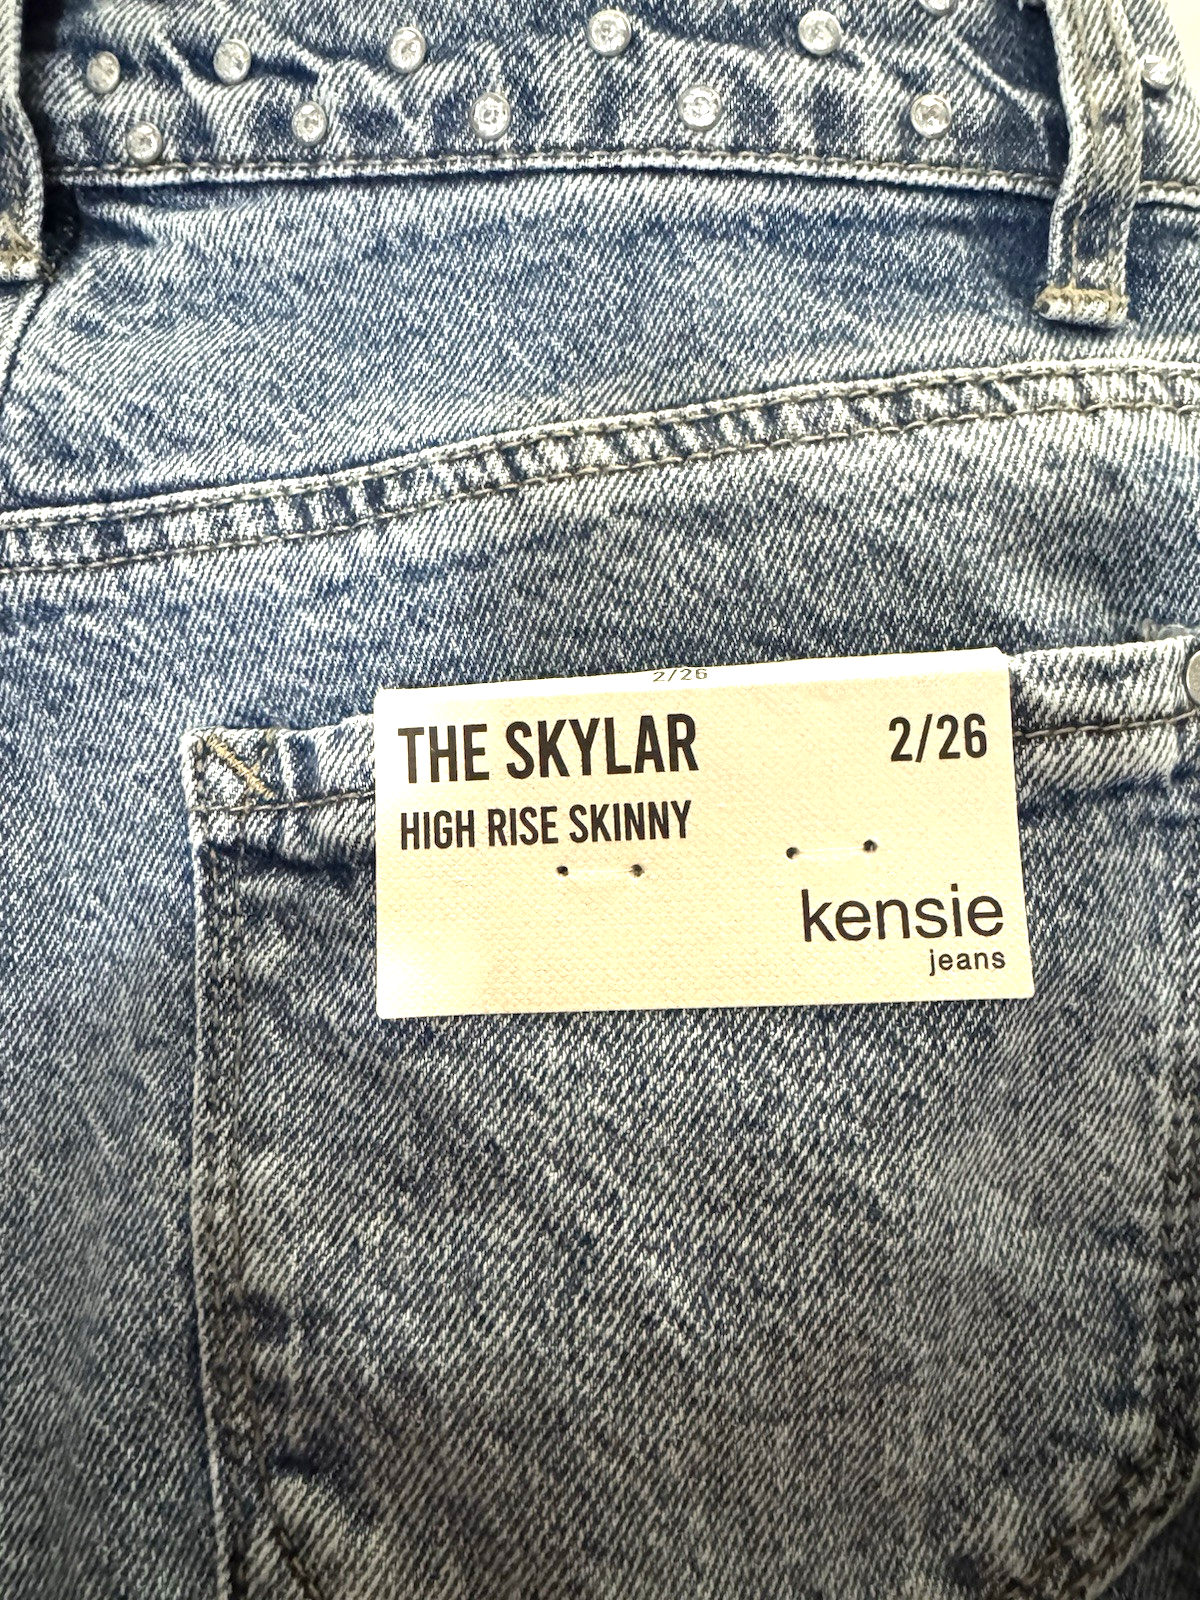 2/26
THE SKYLAR 2/26
HIGH RISE SKINNY
kensie
jeans